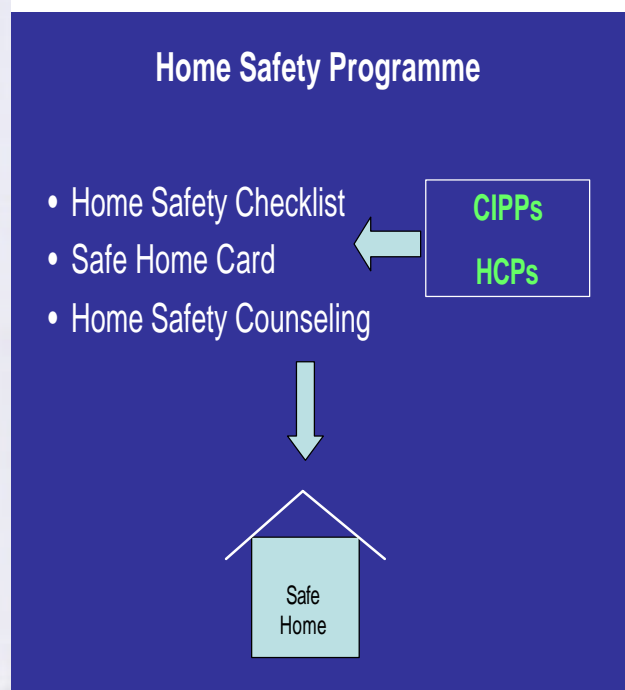 Home Safety Programme
• Home Safety Checklist
• Safe Home Card
• Home Safety Counseling
CIPPs
HCPs
Safe
Home